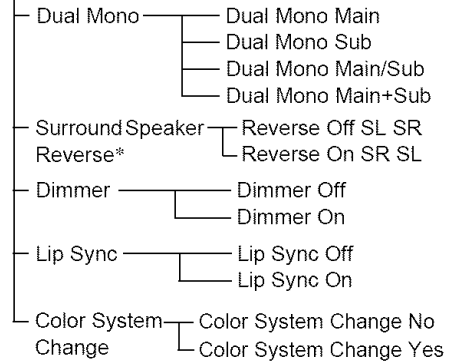 Dual Mono
Dual Mono Main
Dual Mono Sub
Dual Mono Main/Sub
Dual Mono Main+Sub
Surround Speaker
Reverse*
Reverse Off SL SR
Reverse On SR SL
Dimmer
Dimmer Off
Dimmer On
Lip Sync
Lip Sync Off
Lip Sync On
Color System
Change
Color System Change No
Color System Change Yes